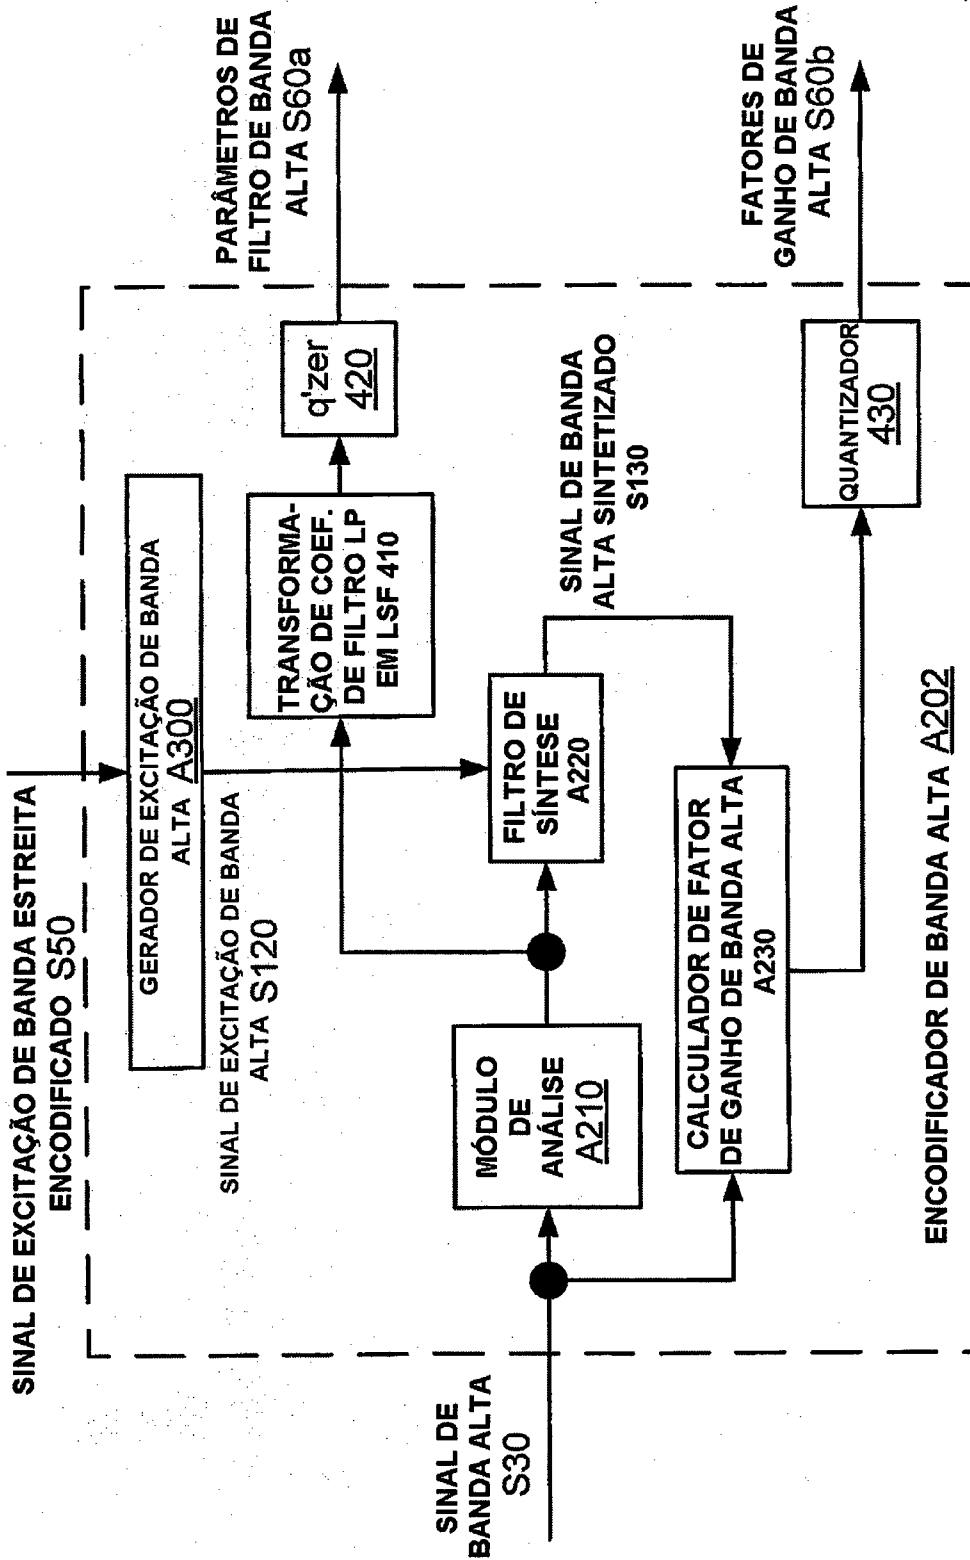 SINAL DE EXCITAÇÃO DE BANDA ESTREITA
ENCODIFICADO S50
GERADOR DE EXCITAÇÃO DE BANDA
ALTA A300
SINAL DE EXCITAÇÃO DE BANDA
ALTA S120
PARÂMETROS DE
FILTRO DE BANDA
ALTA S60a
TRANSFORMA-
ÇÃO DE COEF.
DE FILTRO LP
EM LSF 410
q'zer
420
SINAL DE
BANDA ALTA
S30
MÓDULO
DE
ANÁLISE
A210
FILTRO DE
SÍNTESE
A220
SINAL DE BANDA
ALTA SINTETIZADO
S130
CALCULADOR DE FATOR
DE GANHO DE BANDA ALTA
A230
QUANTIZADOR
430
FATORES DE
GANHO DE BANDA
ALTA S60b
ENCODIFICADOR DE BANDA ALTA A202